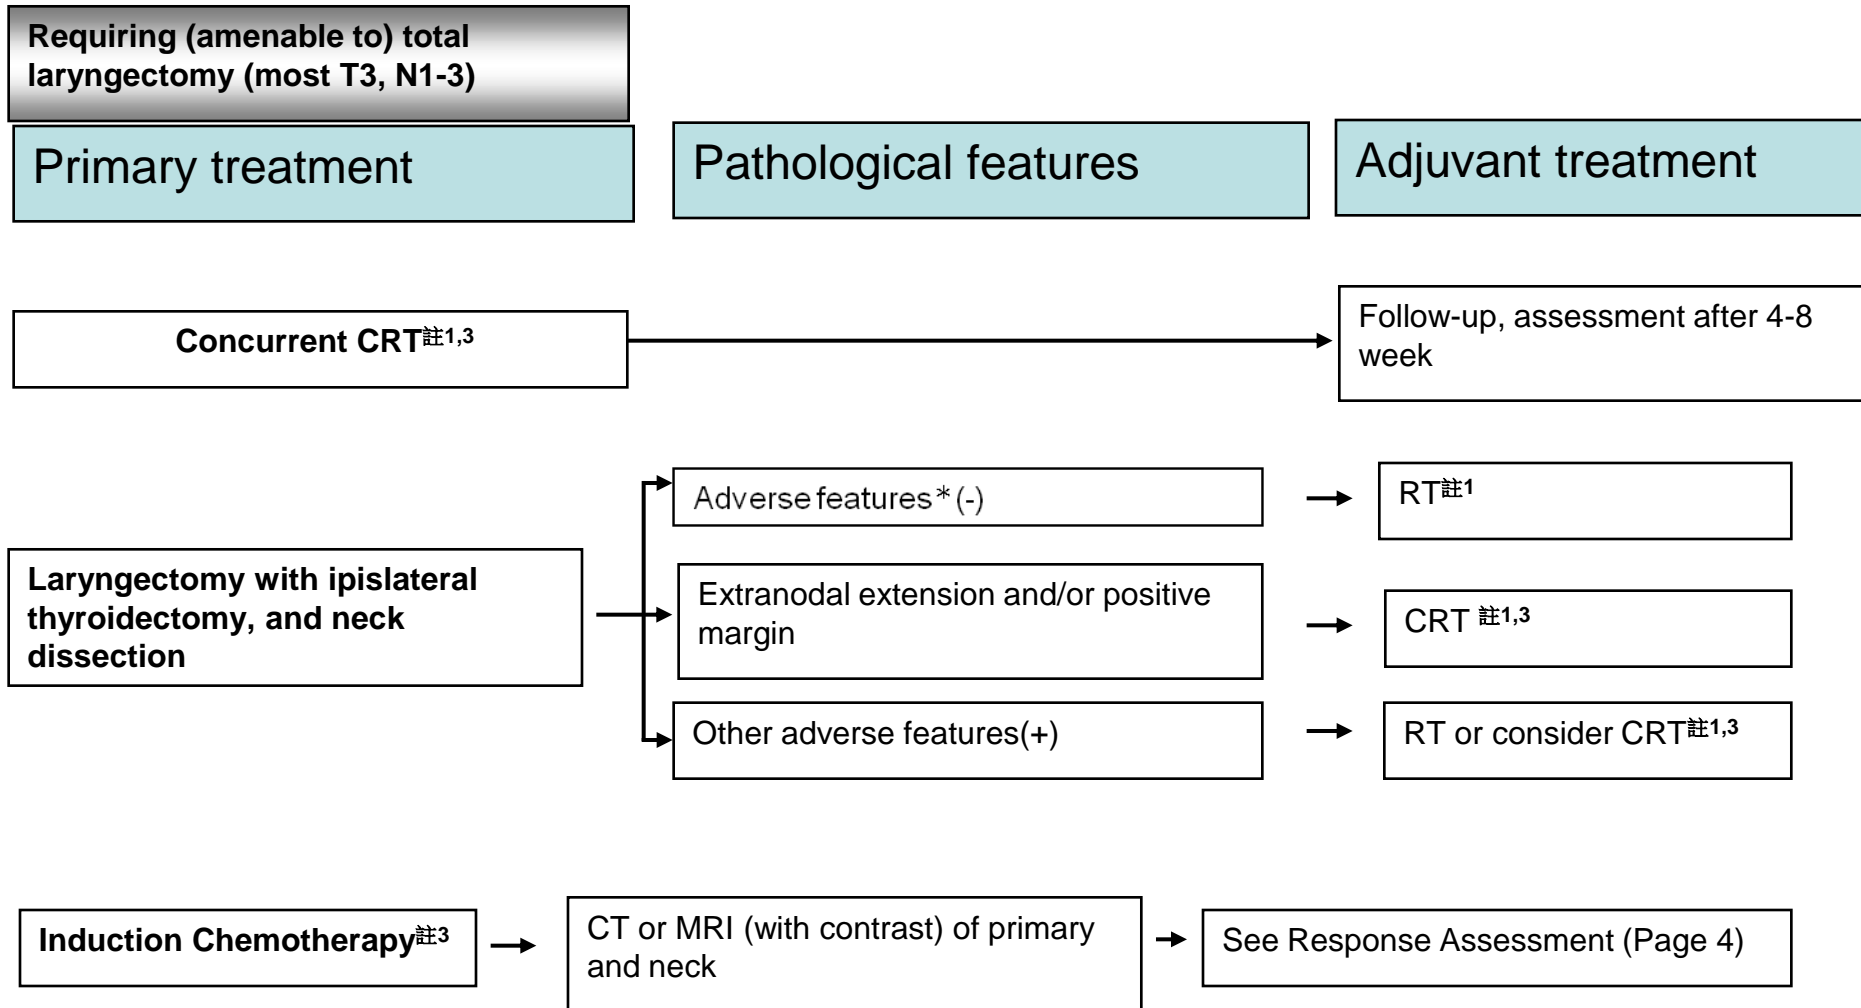 Requiring (amenable to) total
laryngectomy (most T3, N1-3)
Primary treatment
Pathological features
Adjuvant treatment
Concurrent CRT註1,3
Follow-up, assessment after 4-8
week
Laryngectomy with ipislateral
thyroidectomy, and neck
dissection
Adverse features* (-)
RT註1
Extranodal extension and/or positive
margin
CRT 註1,3
Other adverse features(+)
RT or consider CRT註1,3
Induction Chemotherapy註3
CT or MRI (with contrast) of primary
and neck
See Response Assessment (Page 4)